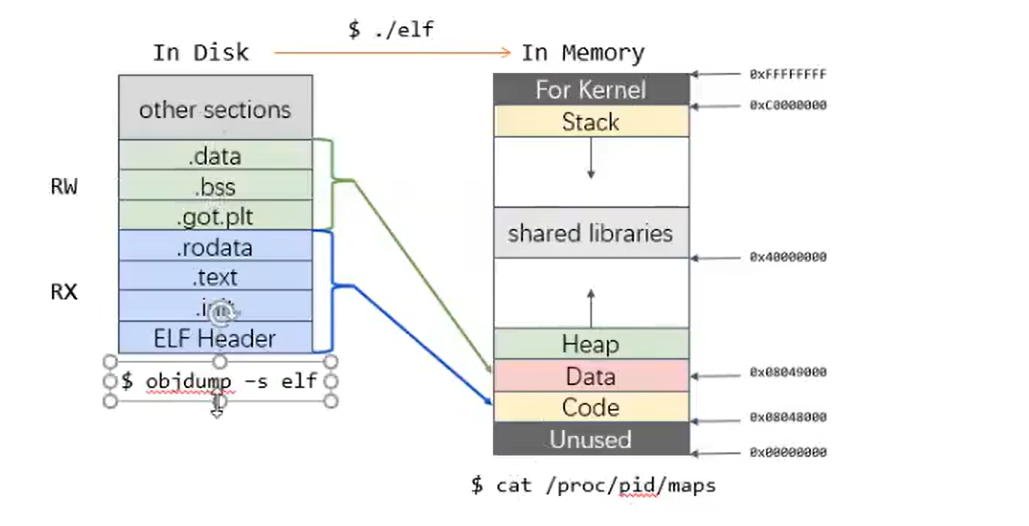 $ ./elf
In Disk
In Memory
other sections
.data
.bss
.got.plt
.rodata
.text
.init
ELF Header
RW
RX
$ objdump -s elf
For Kernel
Stack
shared libraries
Heap
Data
Code
Unused
0xFFFFFFFF
0xC0000000
0x40000000
0x08049000
0x08048000
0x00000000
$ cat /proc/pid/maps